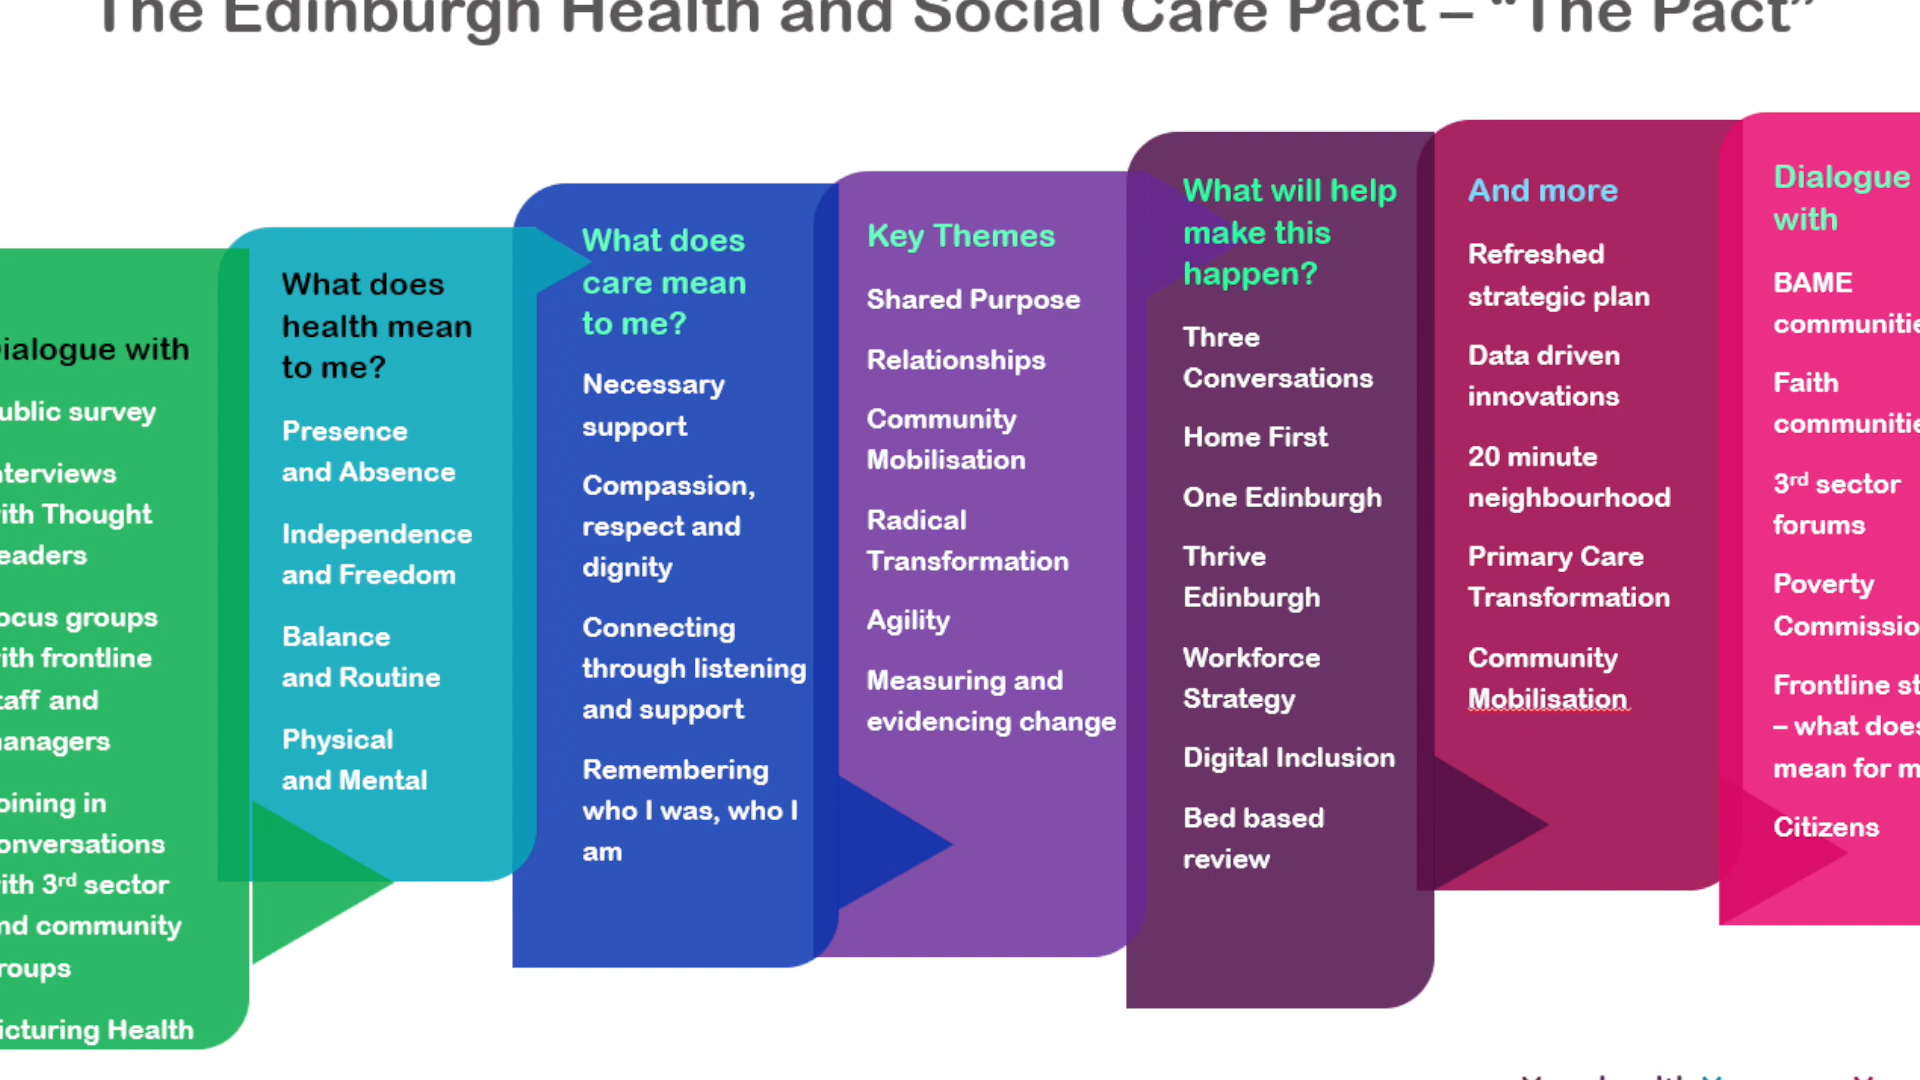 The Edinburgh Health and Social Care Pact – “The Pact”
ialogue with
ublic survey
terviews
ith Thought
eaders
ocus groups
ith frontline
taff and
anagers
oining in
onversations
ith 3rd sector
nd community
roups
icturing Health
What does
health mean
to me?
Presence
and Absence
Independence
and Freedom
Balance
and Routine
Physical
and Mental
What does
care mean
to me?
Necessary
support
Compassion,
respect and
dignity
Connecting
through listening
and support
Remembering
who I was, who I
am
Key Themes
Shared Purpose
Relationships
Community
Mobilisation
Radical
Transformation
Agility
Measuring and
evidencing change
What will help
make this
happen?
Three
Conversations
Home First
One Edinburgh
Thrive
Edinburgh
Workforce
Strategy
Digital Inclusion
Bed based
review
And more
Refreshed
strategic plan
Data driven
innovations
20 minute
neighbourhood
Primary Care
Transformation
Community
Mobilisation
Dialogue
with
BAME
communitie
Faith
communitie
3rd sector
forums
Poverty
Commissio
Frontline st
– what does
mean for m
Citizens